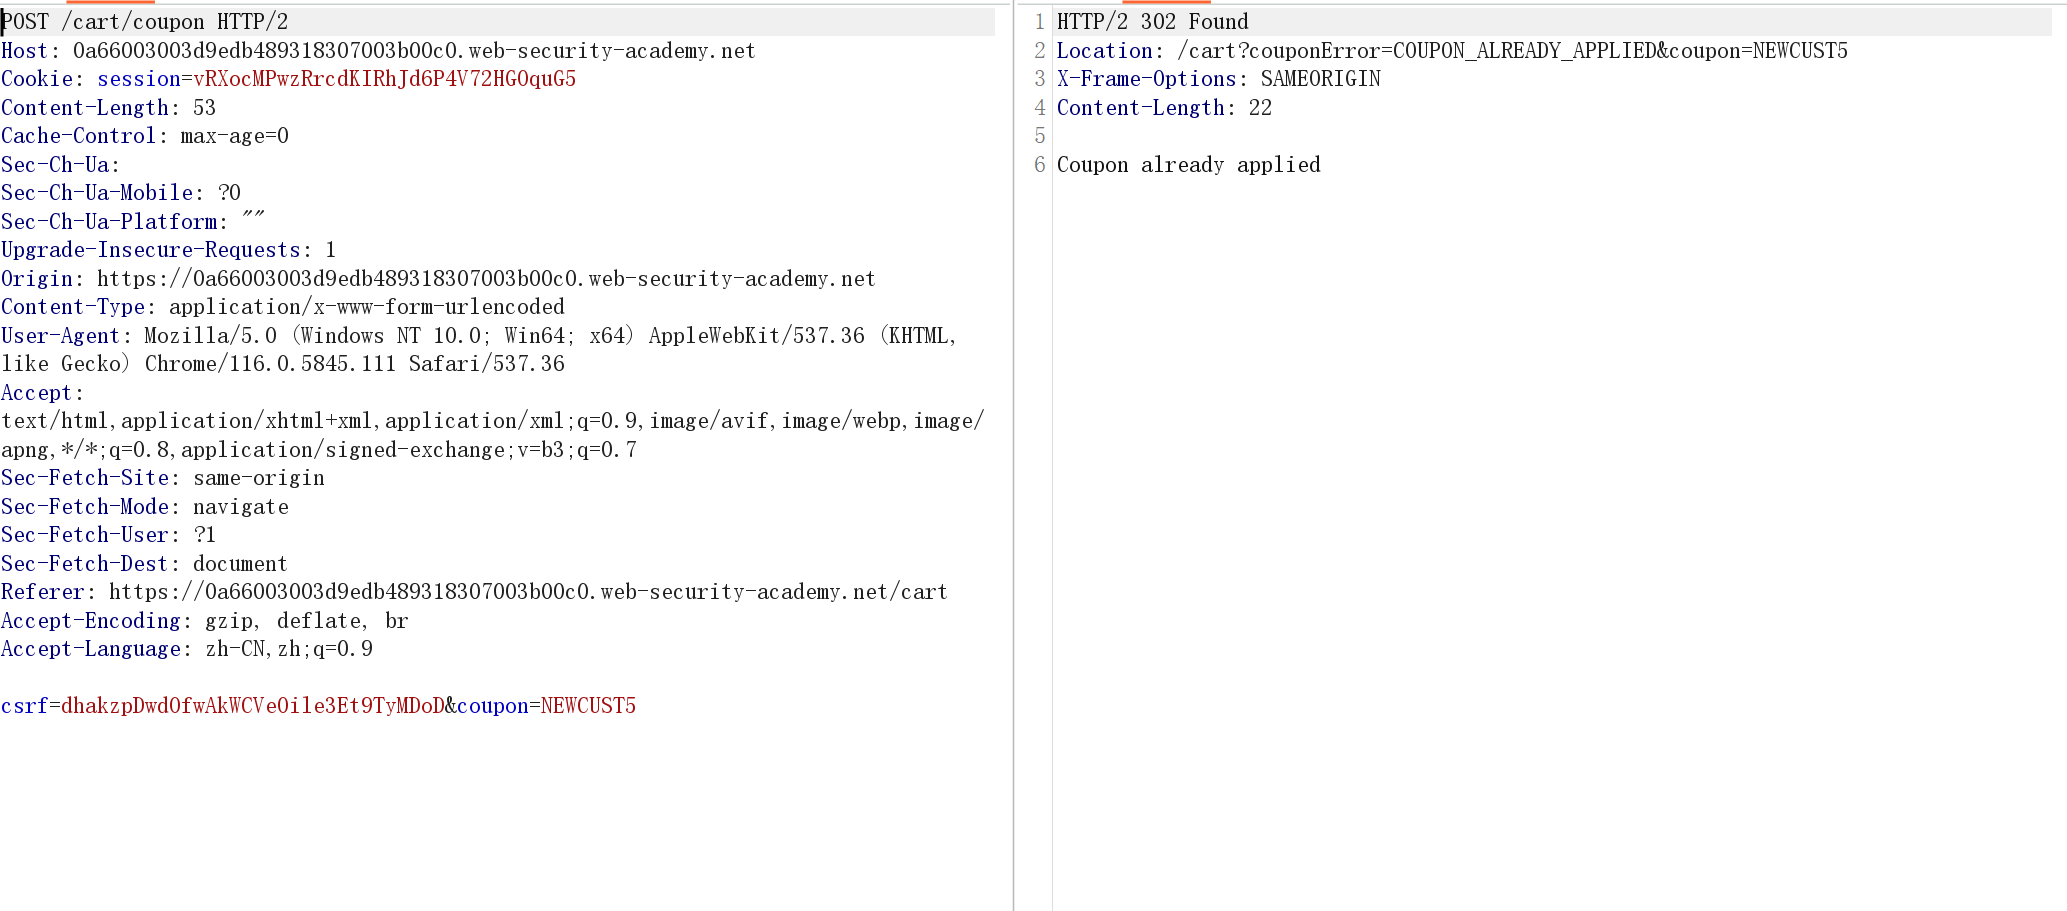 POST /cart/coupon HTTP/2
Host: 0a66003003d9edb489318307003b00c0.web-security-academy.net
Cookie: session=vRXocMPwzRrcdKIRhJd6P4V72HGOquG5
Content-Length: 53
Cache-Control: max-age=0
Sec-Ch-Ua:
Sec-Ch-Ua-Mobile: ?0
Sec-Ch-Ua-Platform: ""
Upgrade-Insecure-Requests: 1
Origin: https://0a66003003d9edb489318307003b00c0.web-security-academy.net
Content-Type: application/x-www-form-urlencoded
User-Agent: Mozilla/5.0 (Windows NT 10.0; Win64; x64) AppleWebKit/537.36 (KHTML,
like Gecko) Chrome/116.0.5845.111 Safari/537.36
Accept:
text/html,application/xhtml+xml,application/xml;q=0.9,image/avif,image/webp,image/
apng,*/*;q=0.8,application/signed-exchange;v=b3;q=0.7
Sec-Fetch-Site: same-origin
Sec-Fetch-Mode: navigate
Sec-Fetch-User: ?1
Sec-Fetch-Dest: document
Referer: https://0a66003003d9edb489318307003b00c0.web-security-academy.net/cart
Accept-Encoding: gzip, deflate, br
Accept-Language: zh-CN,zh;q=0.9

csrf=dhakzpDwdOfwAkWCVe0ile3Et9TyMDoD&coupon=NEWCUST5
1 HTTP/2 302 Found
2 Location: /cart?couponError=COUPON_ALREADY_APPLIED&coupon=NEWCUST5
3 X-Frame-Options: SAMEORIGIN
4 Content-Length: 22
5
6 Coupon already applied